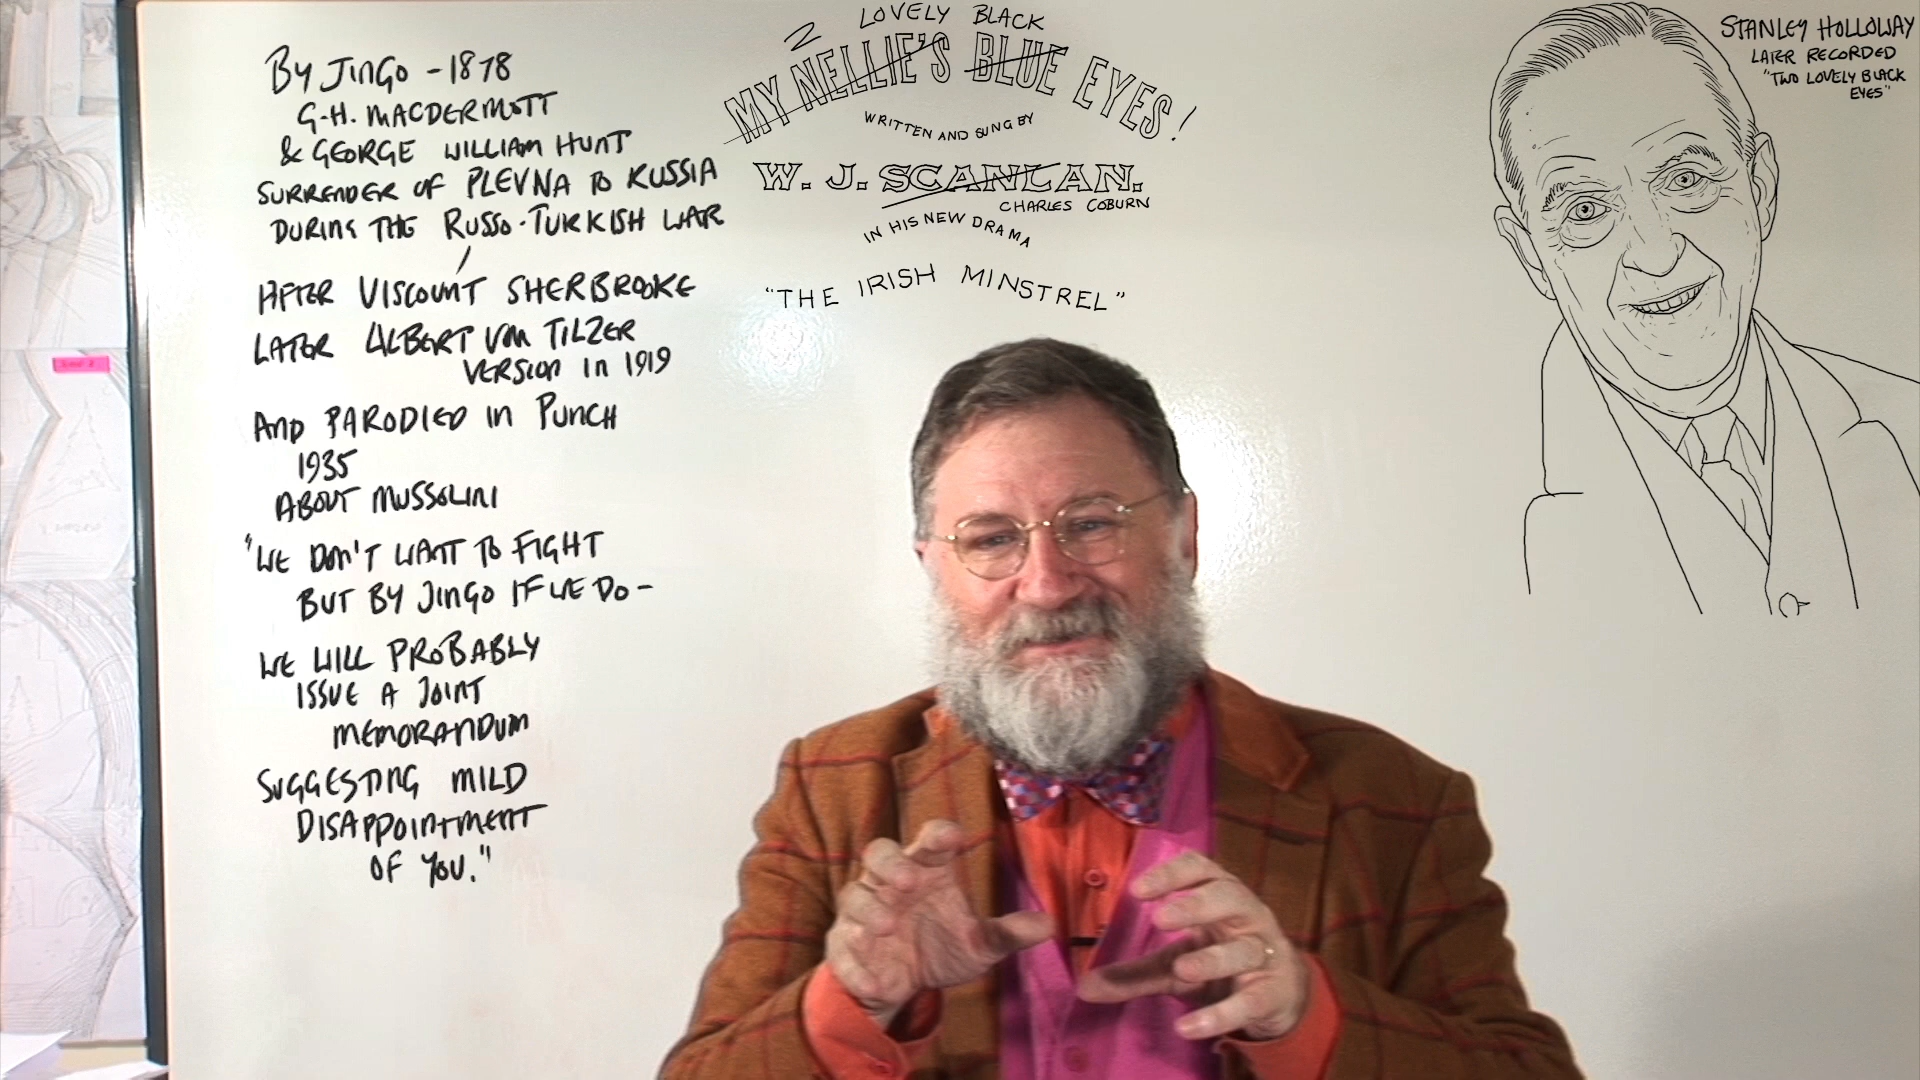 By Jingo - 1878
G.H. MACDERMOTT
& GEORGE WILLIAM HUNT
SURRENDER OF PLEVNA TO RUSSIA
DURING THE RUSSO-TURKISH WAR
AFTER VISCOUNT SHERBROOKE
LATER ALBERT VON TILZER
VERSION IN 1919
AND PARODIED IN PUNCH
1935
ABOUT MUSSOLINI
"WE DON'T WANT TO FIGHT
BUT BY JINGO IF WE DO -
WE WILL PROBABLY
ISSUE A JOINT
MEMORANDUM
SUGGESTING MILD
DISAPPOINTMENT
OF YOU."
2 LOVELY BLACK
MY NELLIE'S BLUE EYES!
WRITTEN AND SUNG BY
W. J. SCANLAN.
CHARLES COBURN
IN HIS NEW DRAMA
"THE IRISH MINSTREL"
STANLEY HOLLOWAY
LATER RECORDED
"TWO LOVELY BLACK
EYES"